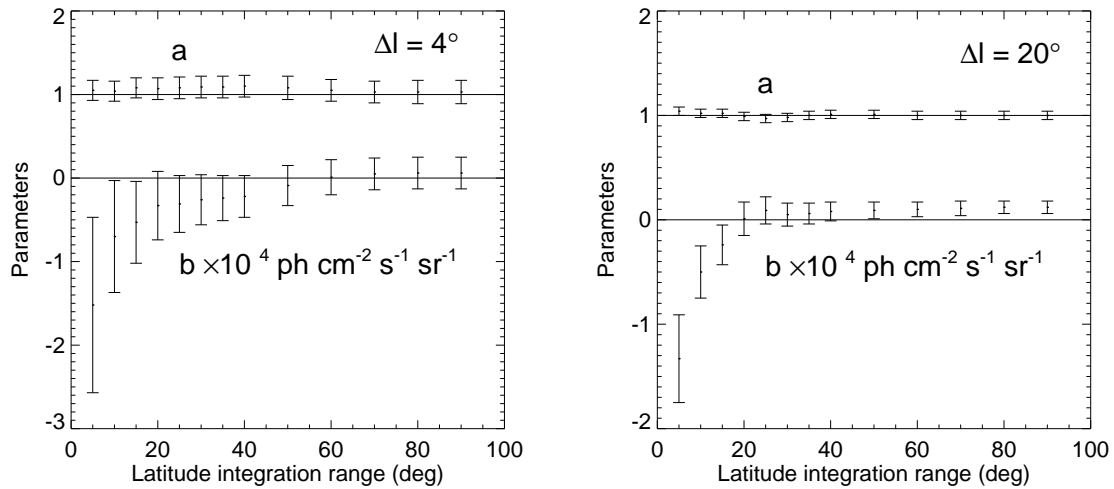 Δl = 4°
a
b ×10 4 ph cm-2 s-1 sr-1
Parameters
2
1
0
-1
-2
-3
0 20 40 60 80 100
Latitude integration range (deg)
Δl = 20°
a
b ×10 4 ph cm-2 s-1 sr-1
Parameters
2
1
0
-1
-2
0 20 40 60 80 100
Latitude integration range (deg)